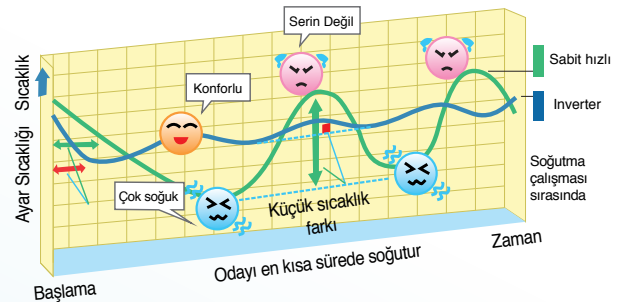 Serin Değil
Sabit hızlı
Sıcaklık
Konforlu
Inverter
Ayar Sıcaklığı
Soğutma
çalışması
sırasında
Çok soğuk
Küçük sıcaklık
farkı
Zaman
Odayı en kısa sürede soğutur
Başlama